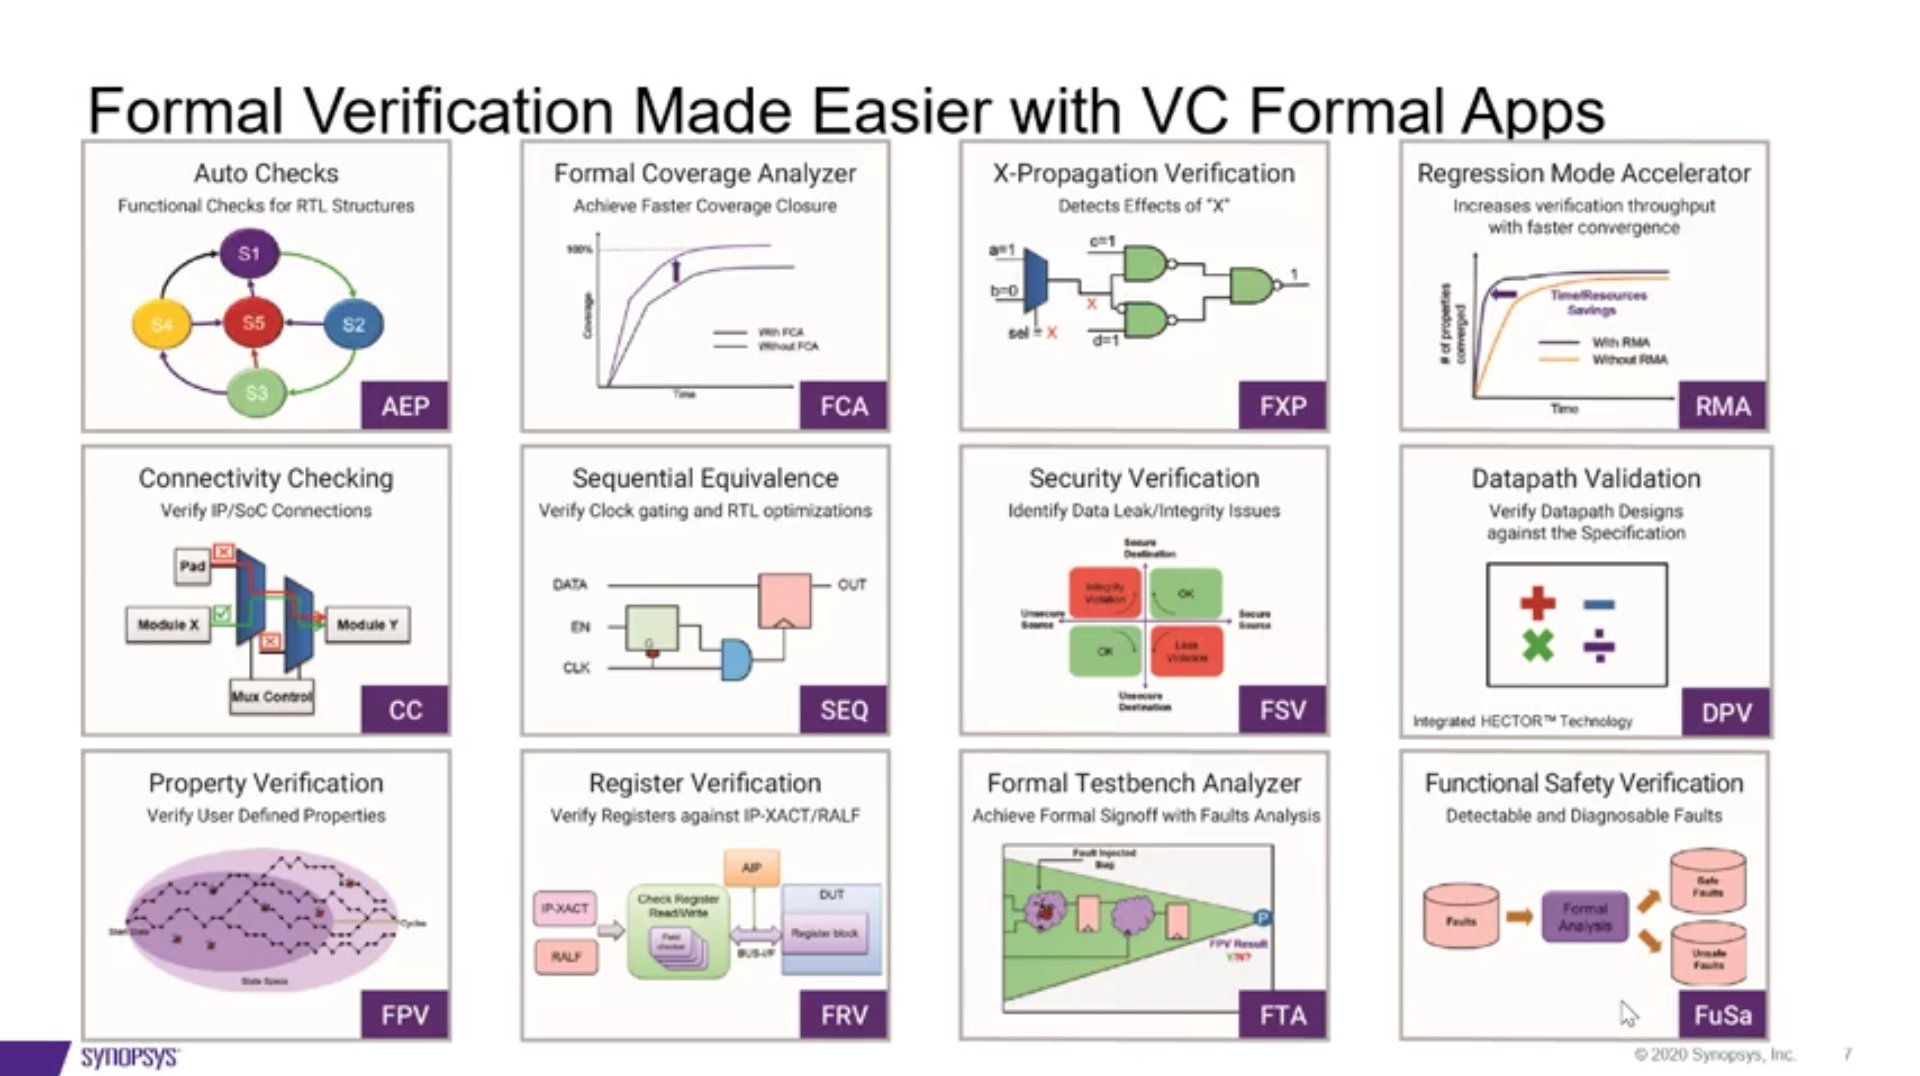 Formal Verification Made Easier with VC Formal Apps
Auto Checks
Functional Checks for RTL Structures
S1
S4
S5
S2
S3
AEP
Formal Coverage Analyzer
Achieve Faster Coverage Closure
100%
Coverage
With FCA
Without FCA
Time
FCA
X-Propagation Verification
Detects Effects of "X"
a=1
b=0
sel = X
c=1
X
d=1
1
FXP
Regression Mode Accelerator
Increases verification throughput
with faster convergence
# of properties
converged
Time/Resources
Savings
With RMA
Without RMA
Time
RMA
Connectivity Checking
Verify IP/SoC Connections
Pad
Module X
Module Y
Mux Control
CC
Sequential Equivalence
Verify Clock gating and RTL optimizations
DATA
OUT
EN
G
CLK
SEQ
Security Verification
Identify Data Leak/Integrity Issues
Secure
Destination
Integrity
Violation
OK
Unsecure
Source
Secure
Source
OK
Leak
Violation
Unsecure
Destination
FSV
Datapath Validation
Verify Datapath Designs
against the Specification
Integrated HECTOR™ Technology
DPV
Property Verification
Verify User Defined Properties
Start State
Cycles
State Space
FPV
Register Verification
Verify Registers against IP-XACT/RALF
AIP
IP-XACT
RALF
Check Register
Read/Write
Field
checker
BUS-I/F
DUT
Register block
FRV
Formal Testbench Analyzer
Achieve Formal Signoff with Faults Analysis
Fault Injected
Bug
P
FPV Result
Y/N?
FTA
Functional Safety Verification
Detectable and Diagnosable Faults
Faults
Formal
Analysis
Safe
Faults
Unsafe
Faults
FuSa
SYNOPSYS
© 2020 Synopsys, Inc.
7